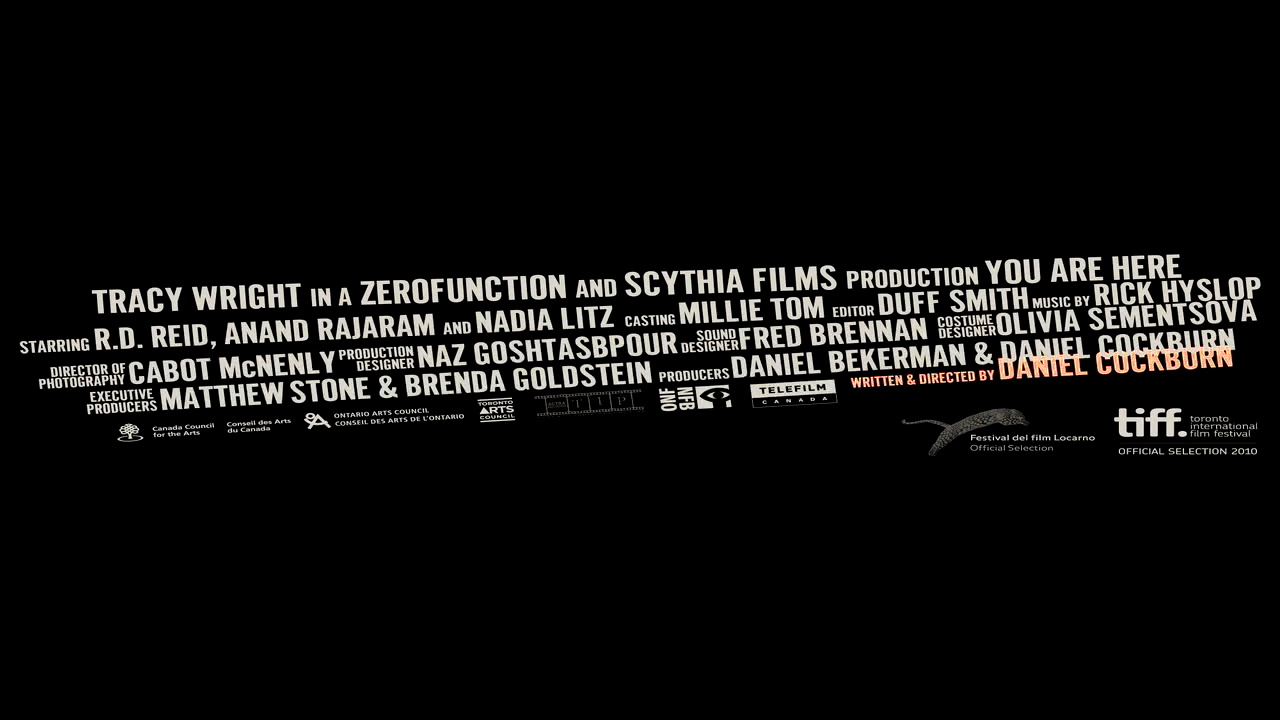 TRACY WRIGHT IN A ZEROFUNCTION AND SCYTHIA FILMS PRODUCTION YOU ARE HERE
STARRING R.D. REID, ANAND RAJARAM AND NADIA LITZ CASTING MILLIE TOM EDITOR DUFF SMITH MUSIC BY RICK HYSLOP
DIRECTOR OF PHOTOGRAPHY CABOT McNENLY PRODUCTION DESIGNER NAZ GOSHTASBPOUR SOUND DESIGNER FRED BRENNAN COSTUME DESIGNER OLIVIA SEMENTSOVA
EXECUTIVE PRODUCERS MATTHEW STONE & BRENDA GOLDSTEIN PRODUCERS DANIEL BEKERMAN & DANIEL COCKBURN
WRITTEN & DIRECTED BY DANIEL COCKBURN
Canada Council for the Arts
Conseil des Arts du Canada
ONTARIO ARTS COUNCIL
CONSEIL DES ARTS DE L'ONTARIO
TORONTO
ARTS
COUNCIL
TIP
ONF
NFB
TELEFILM
CANADA
Festival del film Locarno
Official Selection
tiff.
toronto
international
film festival
OFFICIAL SELECTION 2010